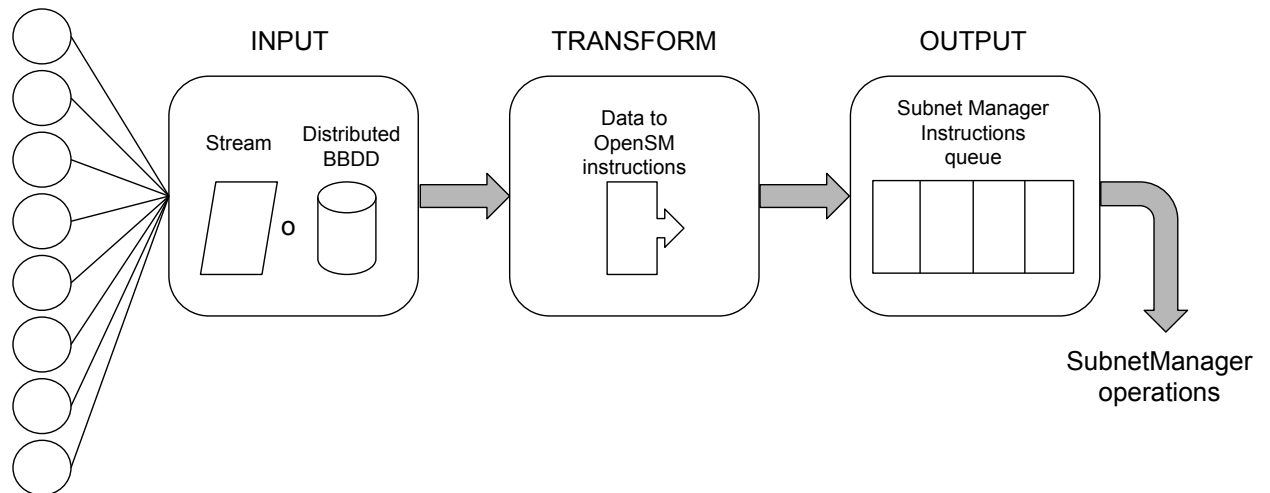 INPUT
TRANSFORM
OUTPUT
Stream
o
Distributed
BBDD
Data to
OpenSM
instructions
Subnet Manager
Instructions
queue
SubnetManager
operations